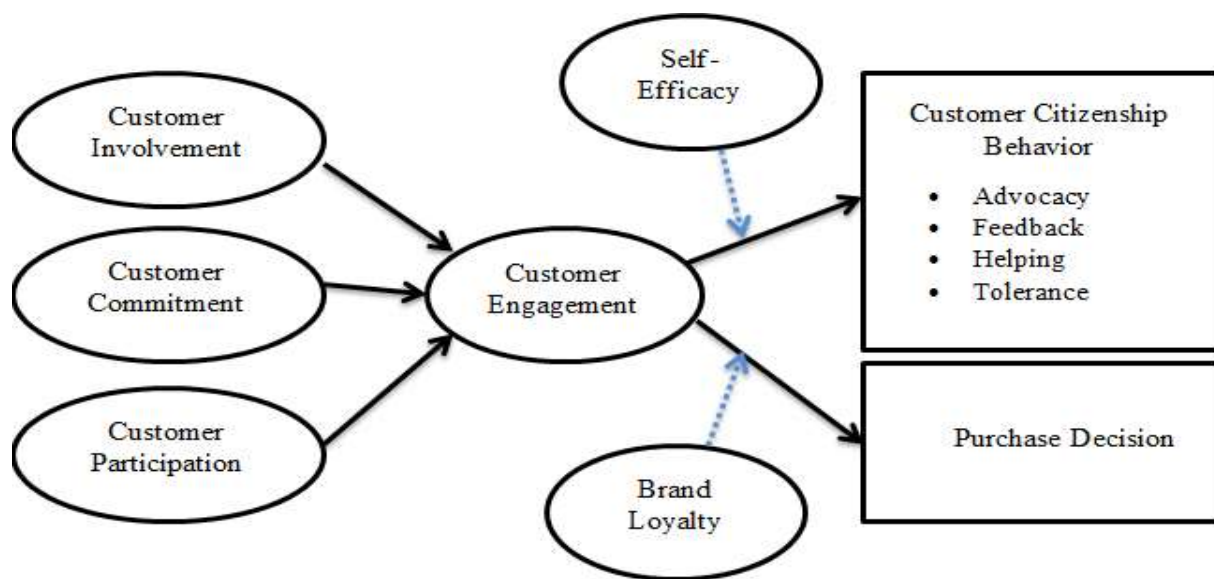 Customer
Involvement
Customer
Commitment
Customer
Participation
Customer
Engagement
Self-
Efficacy
Brand
Loyalty
Customer Citizenship
Behavior
• Advocacy
• Feedback
• Helping
• Tolerance
Purchase Decision